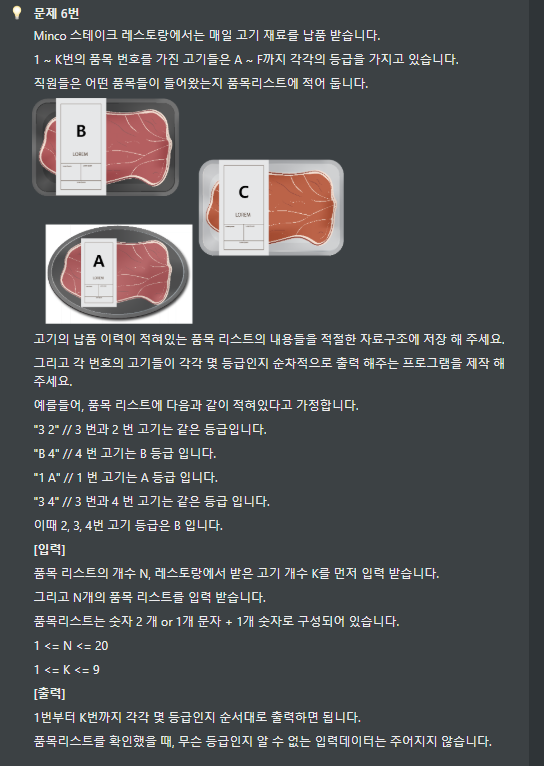 문제 6번
Minco 스테이크 레스토랑에서는 매일 고기 재료를 납품 받습니다.
1 ~ K번의 품목 번호를 가진 고기들은 A ~ F까지 각각의 등급을 가지고 있습니다.
직원들은 어떤 품목들이 들어왔는지 품목리스트에 적어 둡니다.
B
LOREM
C
LOREM
A
LOREM
고기의 납품 이력이 적혀있는 품목 리스트의 내용들을 적절한 자료구조에 저장 해 주세요.
그리고 각 번호의 고기들이 각각 몇 등급인지 순차적으로 출력 해주는 프로그램을 제작 해
주세요.
예를들어, 품목 리스트에 다음과 같이 적혀있다고 가정합니다.
"3 2" // 3 번과 2 번 고기는 같은 등급입니다.
"B 4" // 4 번 고기는 B 등급 입니다.
"1 A" // 1 번 고기는 A 등급 입니다.
"3 4" // 3 번과 4 번 고기는 같은 등급 입니다.
이때 2, 3, 4번 고기 등급은 B 입니다.
[입력]
품목 리스트의 개수 N, 레스토랑에서 받은 고기 개수 K를 먼저 입력 받습니다.
그리고 N개의 품목 리스트를 입력 받습니다.
품목리스트는 숫자 2 개 or 1개 문자 + 1개 숫자로 구성되어 있습니다.
1 <= N <= 20
1 <= K <= 9
[출력]
1번부터 K번까지 각각 몇 등급인지 순서대로 출력하면 됩니다.
품목리스트를 확인했을 때, 무슨 등급인지 알 수 없는 입력데이터는 주어지지 않습니다.